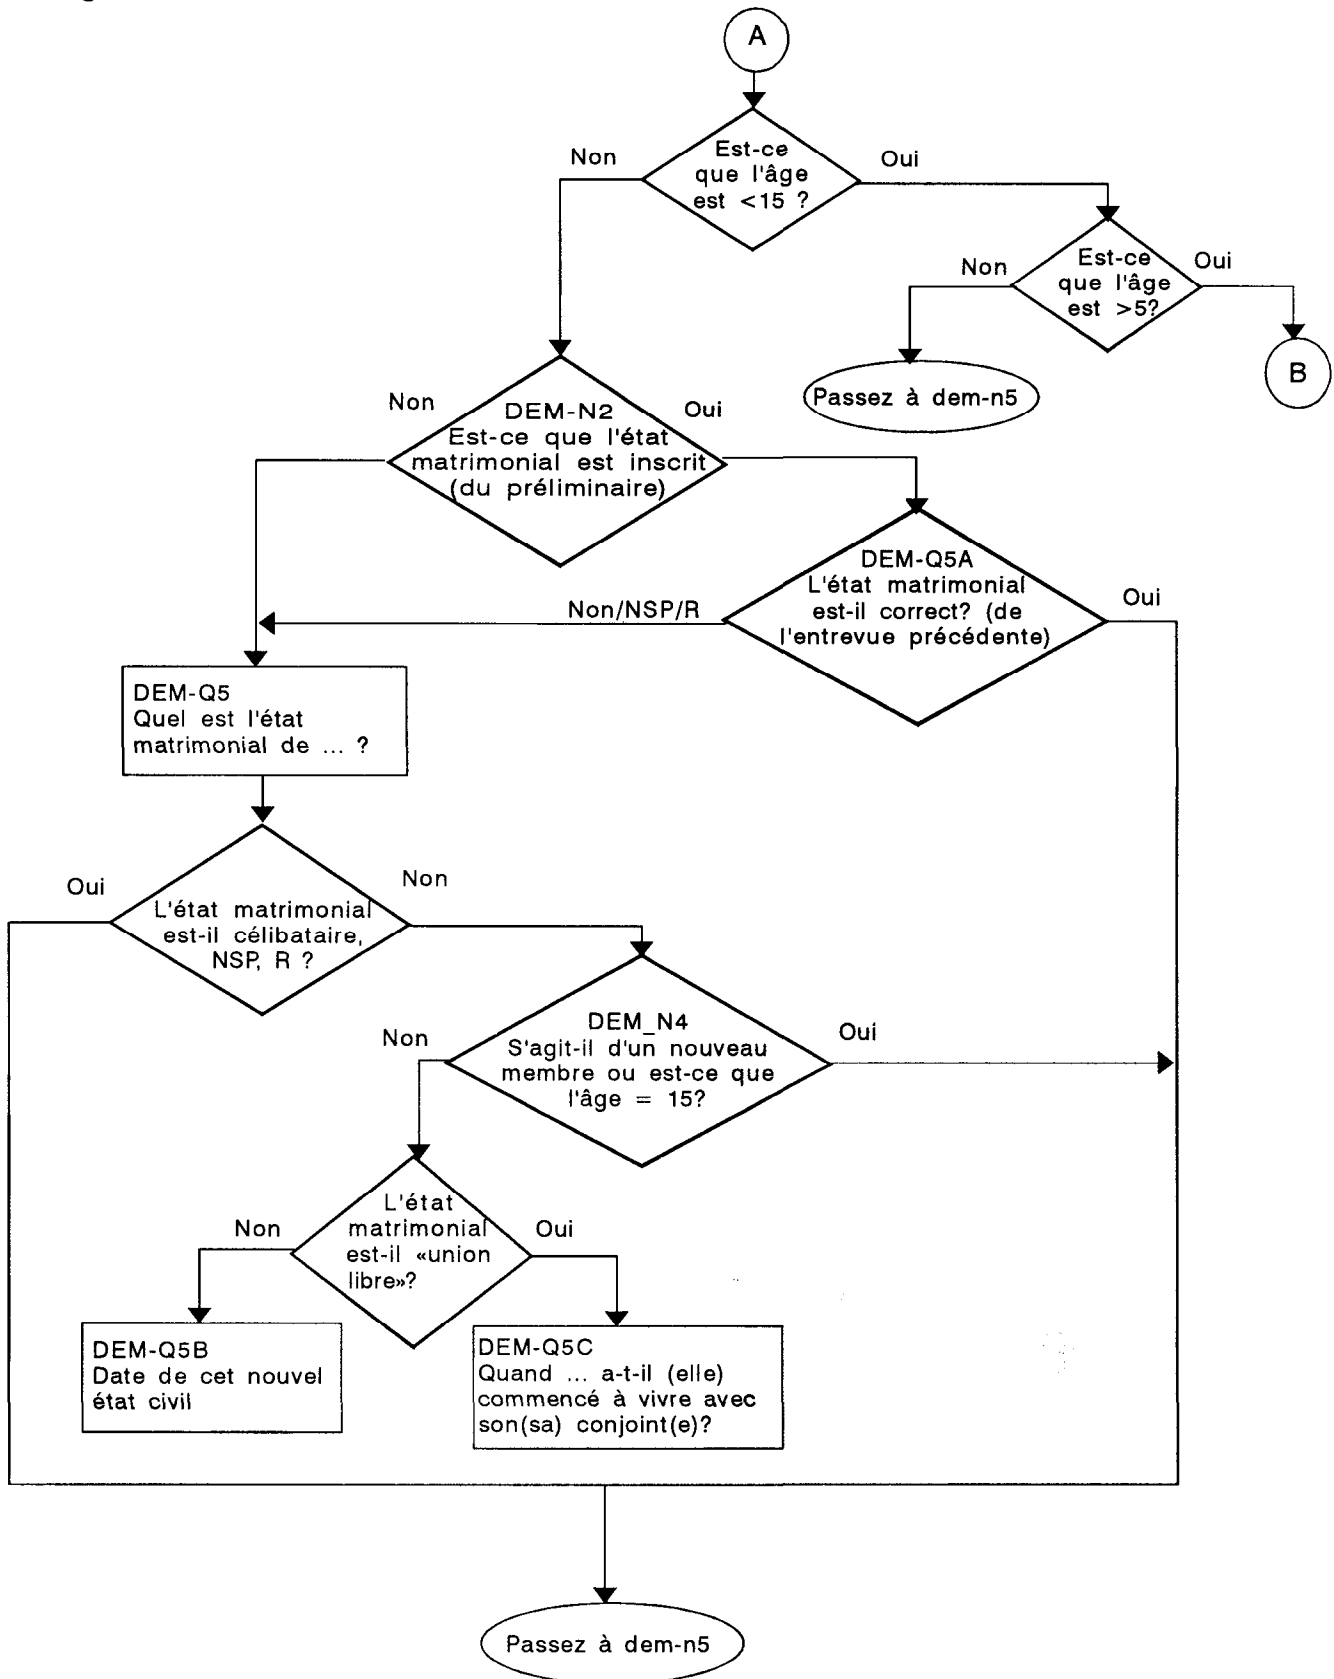 A
Est-ce
que l'âge
est <15 ?
Non
Oui
Est-ce
que l'âge
est >5?
Non
Oui
Passez à dem-n5
B
DEM-N2
Est-ce que l'état
matrimonial est inscrit
(du préliminaire)
Non
Oui
DEM-Q5A
L'état matrimonial
est-il correct? (de
l'entrevue précédente)
Non/NSP/R
Oui
DEM-Q5
Quel est l'état
matrimonial de ... ?
L'état matrimonial
est-il célibataire,
NSP, R ?
Oui
Non
DEM_N4
S'agit-il d'un nouveau
membre ou est-ce que
l'âge = 15?
Non
Oui
L'état
matrimonial
est-il «union
libre»?
Non
Oui
DEM-Q5B
Date de cet nouvel
état civil
DEM-Q5C
Quand ... a-t-il (elle)
commencé à vivre avec
son(sa) conjoint(e)?
Passez à dem-n5